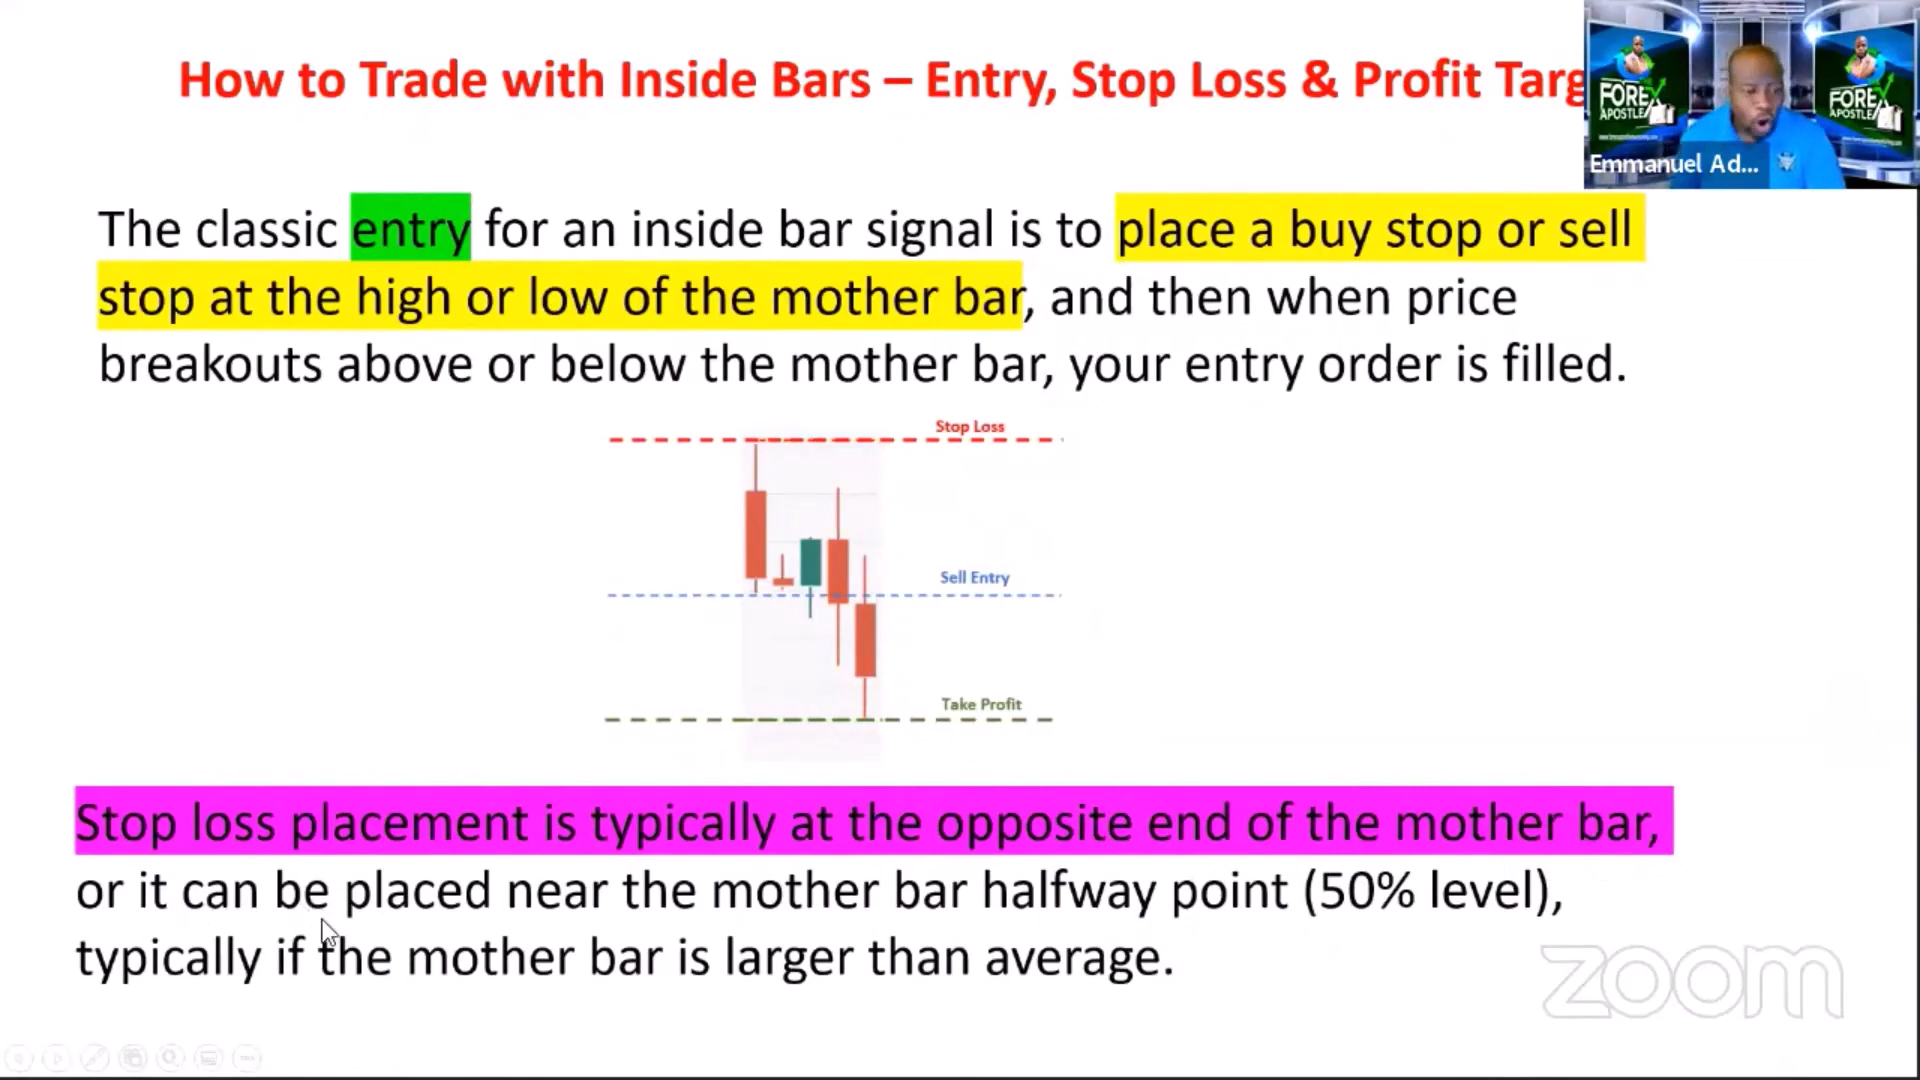 How to Trade with Inside Bars – Entry, Stop Loss & Profit Targ
FOREX
APOSTLE
FOREX
APOSTLE
Emmanuel Ad...
The classic entry for an inside bar signal is to place a buy stop or sell
stop at the high or low of the mother bar, and then when price
breakouts above or below the mother bar, your entry order is filled.
Stop Loss
Sell Entry
Take Profit
Stop loss placement is typically at the opposite end of the mother bar,
or it can be placed near the mother bar halfway point (50% level),
typically if the mother bar is larger than average.
zoom